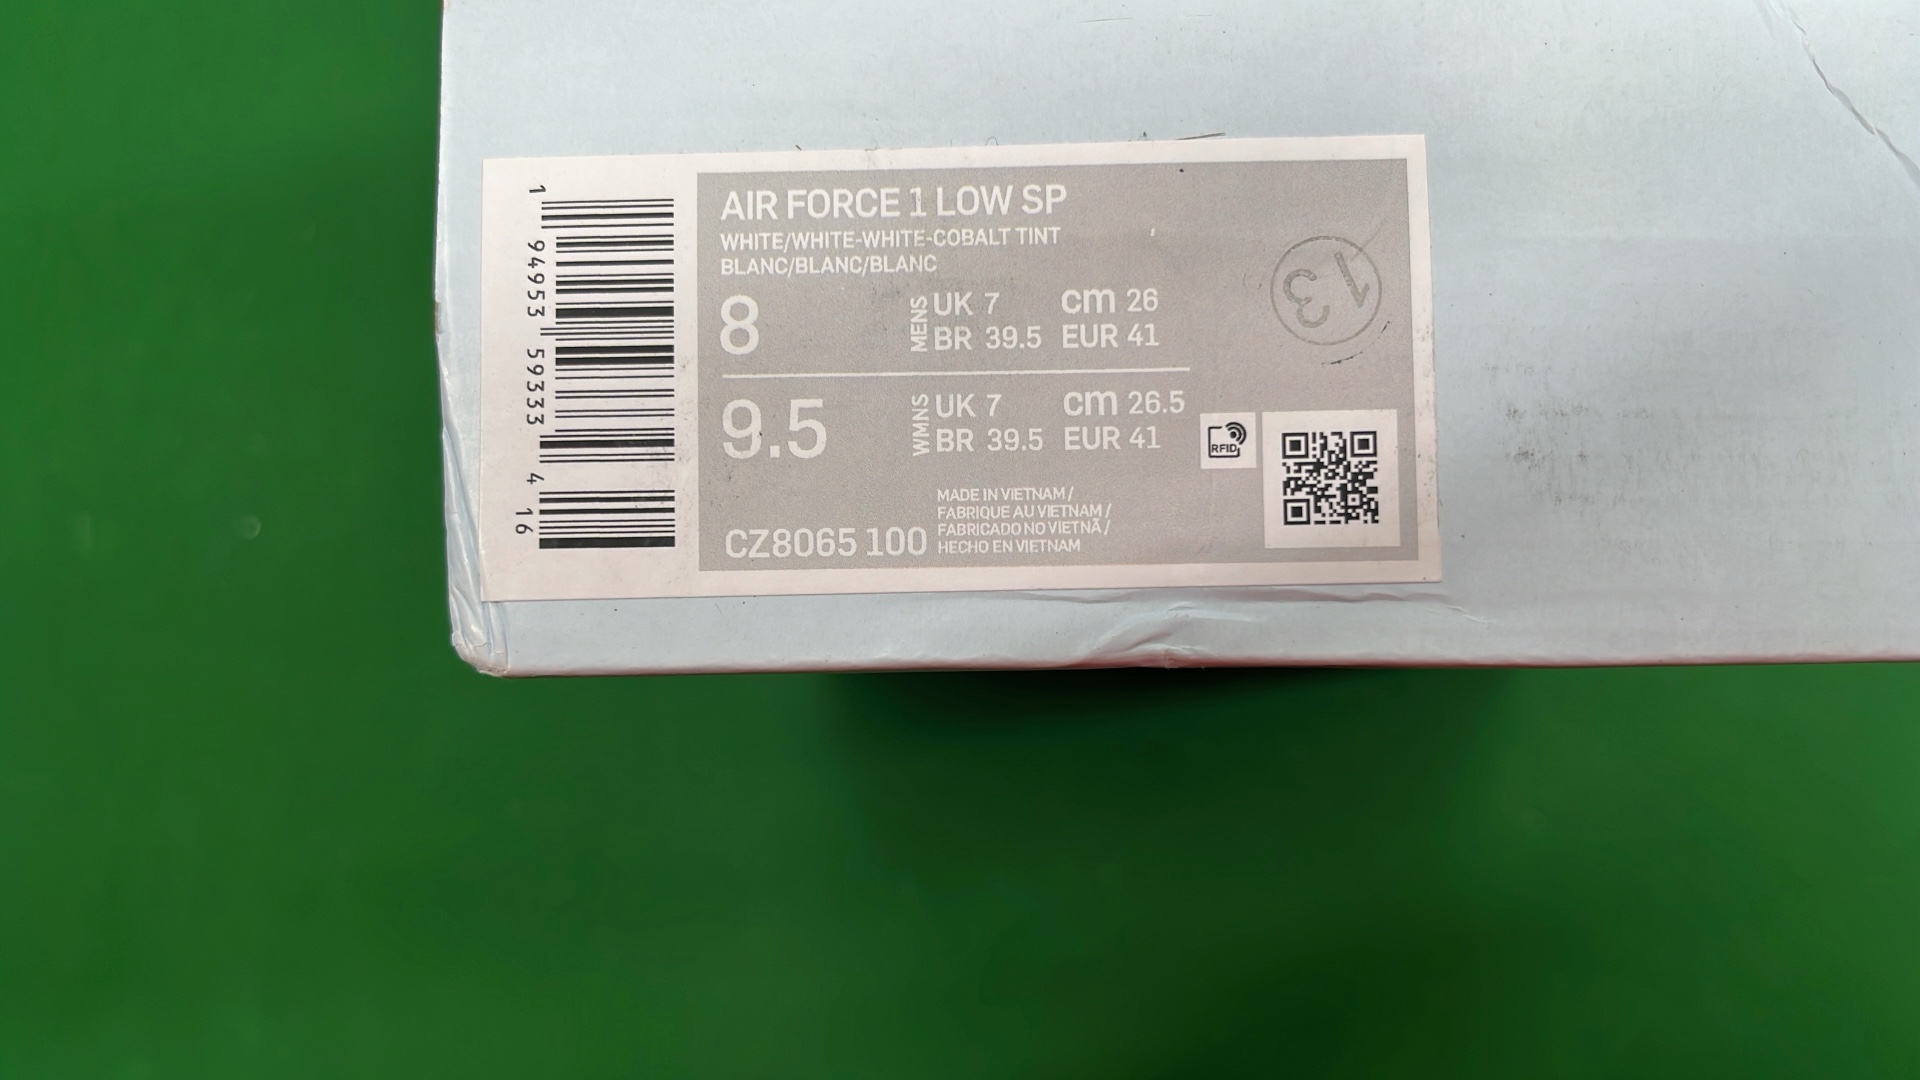 1 94953 59333 4 16
AIR FORCE 1 LOW SP
WHITE/WHITE-WHITE-COBALT TINT
BLANC/BLANC/BLANC
8 MENS UK 7 cm 26
BR 39.5 EUR 41
9.5 WMNS UK 7 cm 26.5
BR 39.5 EUR 41
CZ8065 100
MADE IN VIETNAM /
FABRIQUE AU VIETNAM /
FABRICADO NO VIETNÃ /
HECHO EN VIETNAM
13
RFID